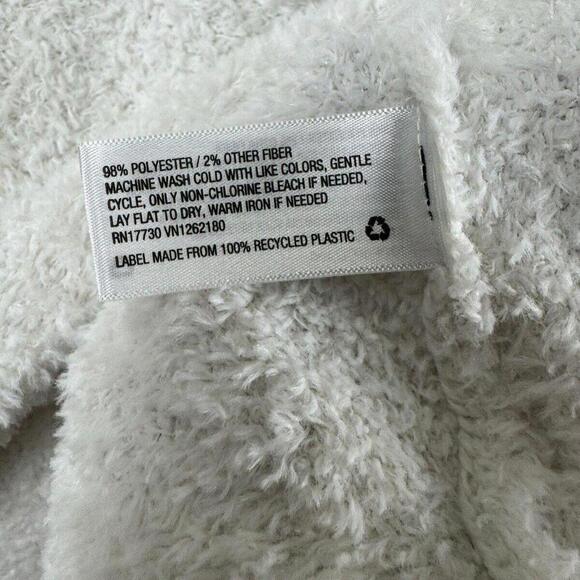 98% POLYESTER / 2% OTHER FIBER
MACHINE WASH COLD WITH LIKE COLORS, GENTLE
CYCLE, ONLY NON-CHLORINE BLEACH IF NEEDED,
LAY FLAT TO DRY, WARM IRON IF NEEDED
RN17730 VN1262180
LABEL MADE FROM 100% RECYCLED PLASTIC